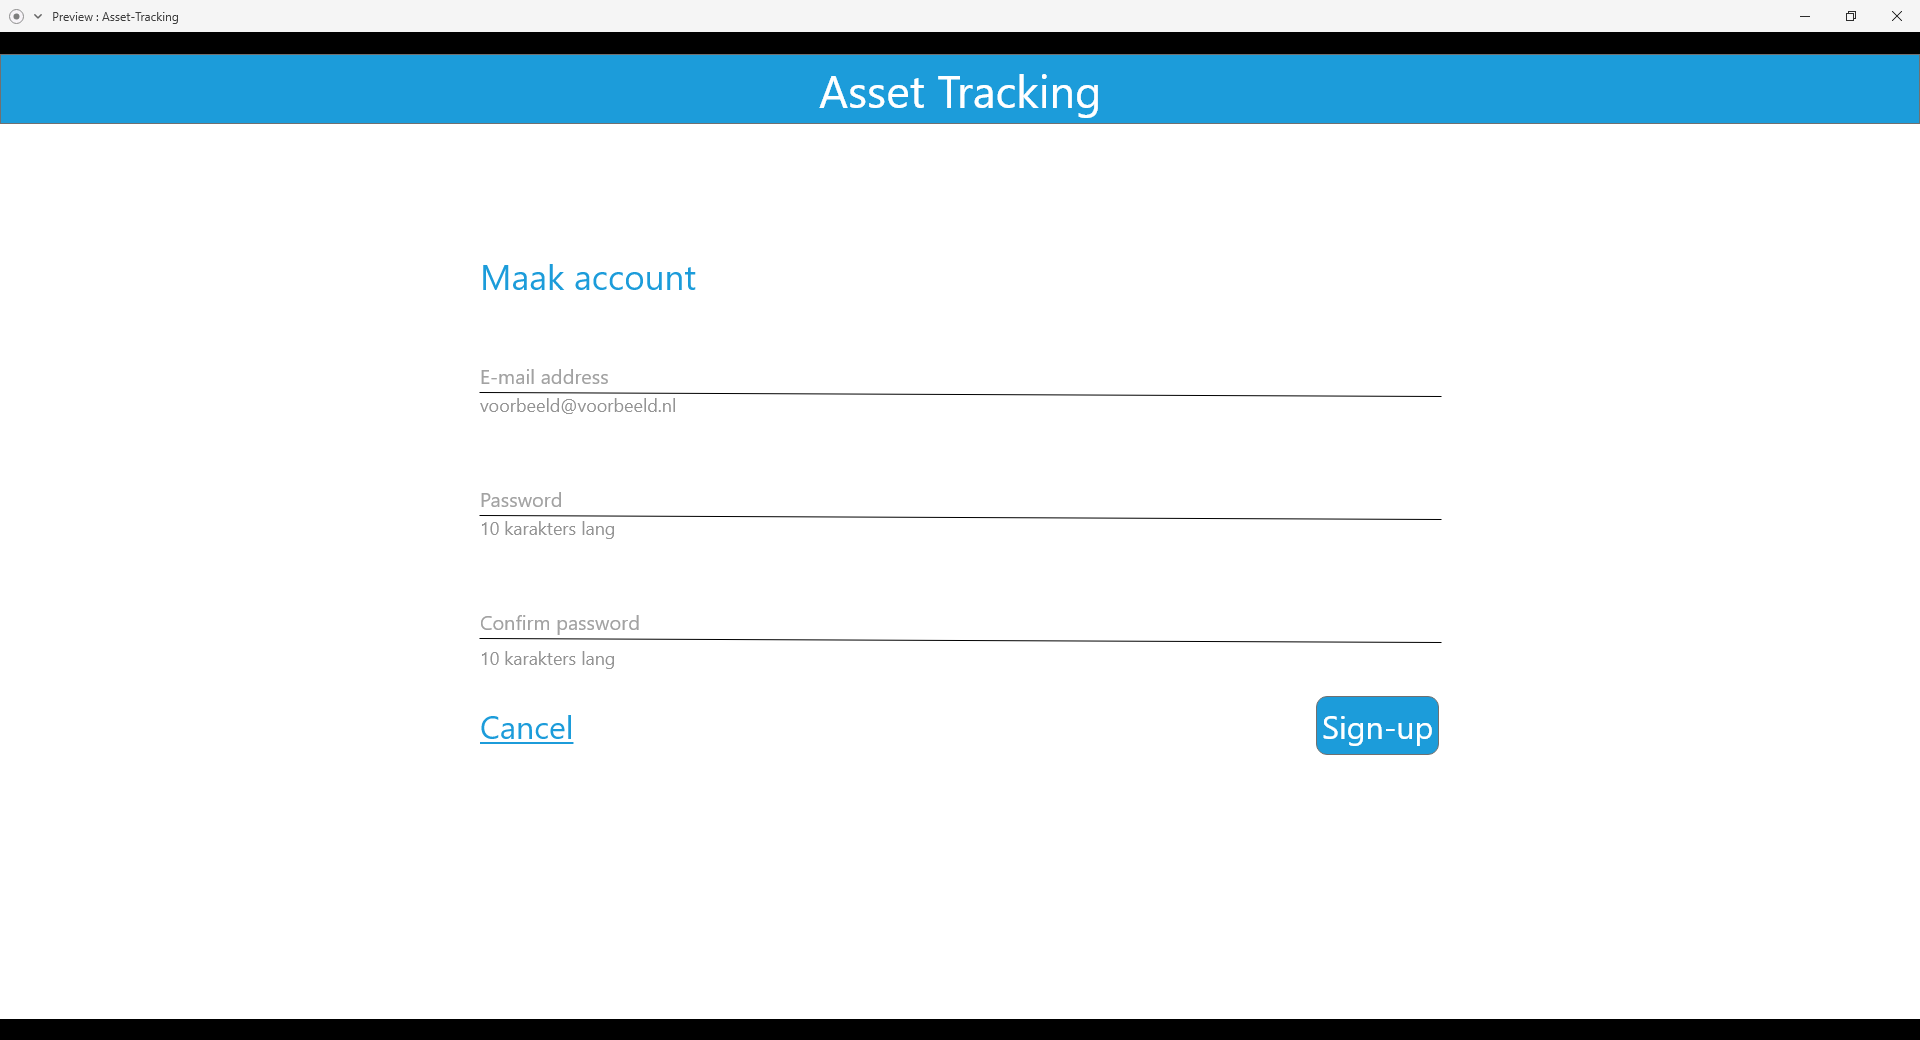 Preview : Asset-Tracking
Asset Tracking
Maak account
E-mail address
voorbeeld@voorbeeld.nl
Password
10 karakters lang
Confirm password
10 karakters lang
Cancel
Sign-up